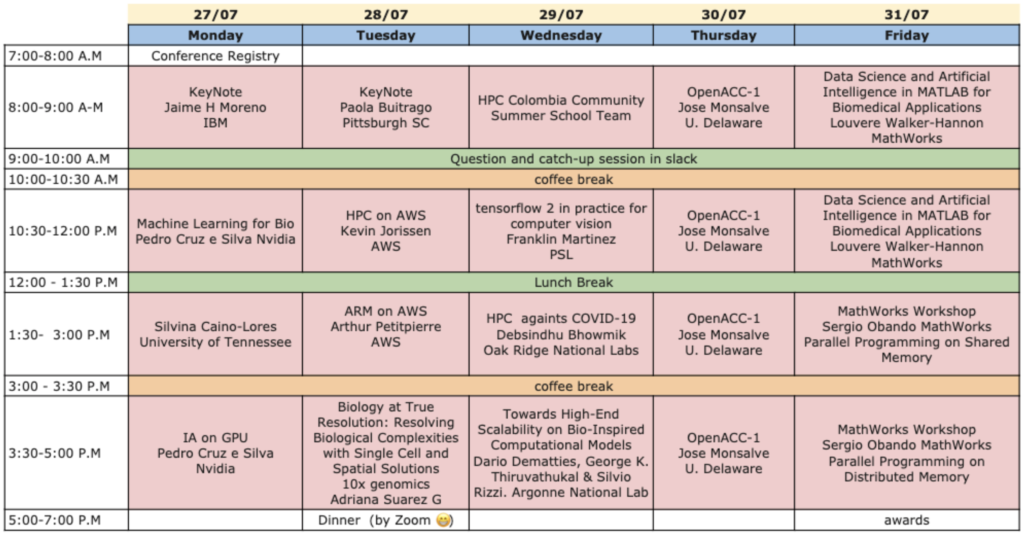 27/07 28/07 29/07 30/07 31/07
Monday Tuesday Wednesday Thursday Friday
7:00-8:00 A.M
Conference Registry
8:00-9:00 A-M
KeyNote
Jaime H Moreno
IBM
KeyNote
Paola Buitrago
Pittsburgh SC
HPC Colombia Community
Summer School Team
OpenACC-1
Jose Monsalve
U. Delaware
Data Science and Artificial
Intelligence in MATLAB for
Biomedical Applications
Louvere Walker-Hannon
MathWorks
9:00-10:00 A.M
Question and catch-up session in slack
10:00-10:30 A.M
coffee break
10:30-12:00 P.M
Machine Learning for Bio
Pedro Cruz e Silva Nvidia
HPC on AWS
Kevin Jorissen
AWS
tensorflow 2 in practice for
computer vision
Franklin Martinez
PSL
OpenACC-1
Jose Monsalve
U. Delaware
Data Science and Artificial
Intelligence in MATLAB for
Biomedical Applications
Louvere Walker-Hannon
MathWorks
12:00 - 1:30 P.M
Lunch Break
1:30- 3:00 P.M
Silvina Caino-Lores
University of Tennessee
ARM on AWS
Arthur Petitpierre
AWS
HPC againts COVID-19
Debsindhu Bhowmik
Oak Ridge National Labs
OpenACC-1
Jose Monsalve
U. Delaware
MathWorks Workshop
Sergio Obando MathWorks
Parallel Programming on Shared
Memory
3:00 - 3:30 P.M
coffee break
3:30-5:00 P.M
IA on GPU
Pedro Cruz e Silva
Nvidia
Biology at True
Resolution: Resolving
Biological Complexities
with Single Cell and
Spatial Solutions
10x genomics
Adriana Suarez G
Towards High-End
Scalability on Bio-Inspired
Computational Models
Dario Dematties, George K.
Thiruvathukal & Silvio
Rizzi. Argonne National Lab
OpenACC-1
Jose Monsalve
U. Delaware
MathWorks Workshop
Sergio Obando MathWorks
Parallel Programming on
Distributed Memory
5:00-7:00 P.M
Dinner (by Zoom 😁)
awards